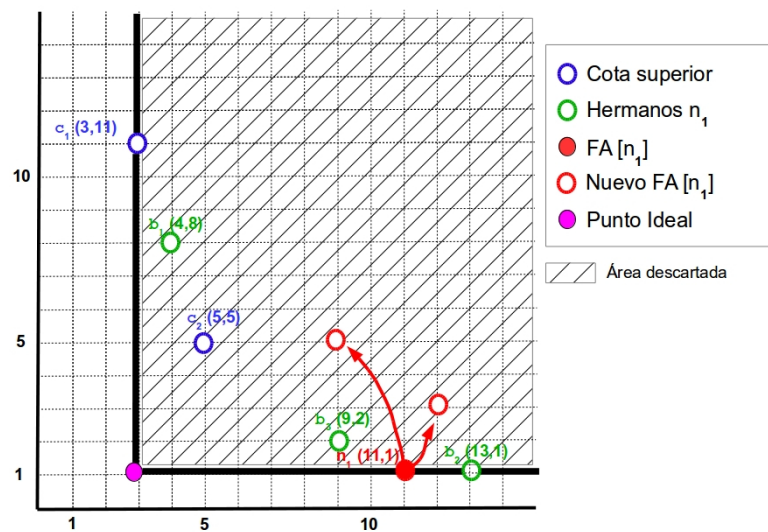 c₁ (3,11)
10
b₁ (4,8)
c₂ (5,5)
5
b₃ (9,2)
n₁ (11,1)
b₂ (13,1)
1
1
5
10
Cota superior
Hermanos n₁
FA [n₁]
Nuevo FA [n₁]
Punto Ideal
Área descartada